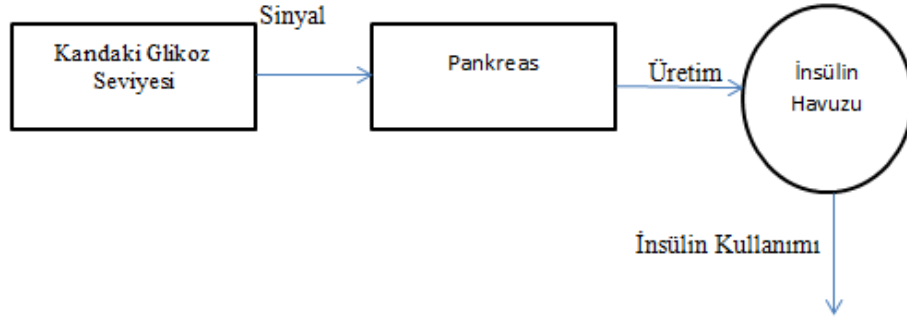 Sinyal
Kandaki Glikoz
Seviyesi
Pankreas
Üretim
İnsülin
Havuzu
İnsülin Kullanımı